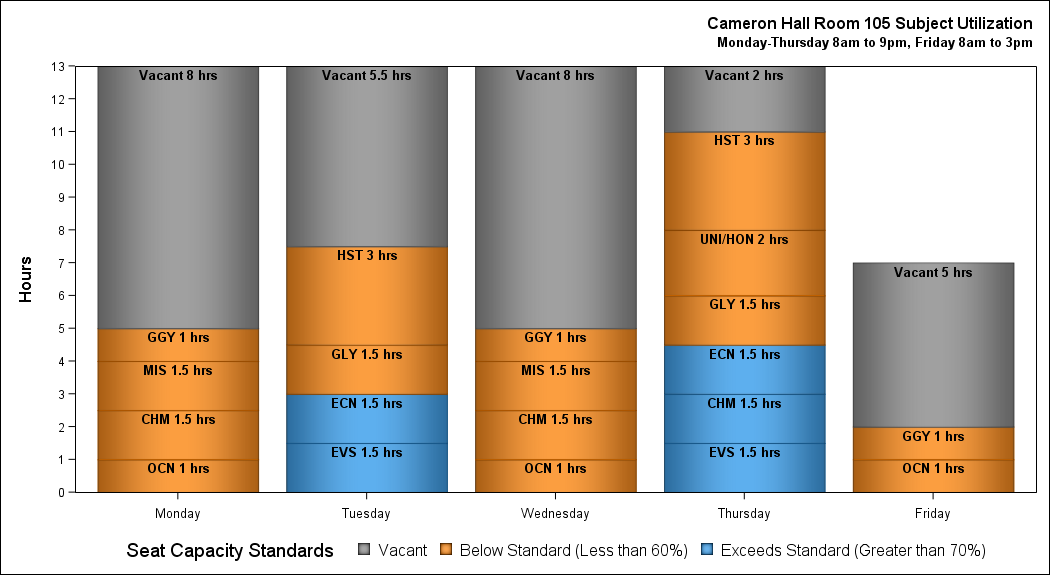 Cameron Hall Room 105 Subject Utilization
Monday-Thursday 8am to 9pm, Friday 8am to 3pm
Hours
13
12
11
10
9
8
7
6
5
4
3
2
1
0
Vacant 8 hrs
GGY 1 hrs
MIS 1.5 hrs
CHM 1.5 hrs
OCN 1 hrs
Vacant 5.5 hrs
HST 3 hrs
GLY 1.5 hrs
ECN 1.5 hrs
EVS 1.5 hrs
Vacant 8 hrs
GGY 1 hrs
MIS 1.5 hrs
CHM 1.5 hrs
OCN 1 hrs
Vacant 2 hrs
HST 3 hrs
UNI/HON 2 hrs
GLY 1.5 hrs
ECN 1.5 hrs
CHM 1.5 hrs
EVS 1.5 hrs
Vacant 5 hrs
GGY 1 hrs
OCN 1 hrs
Monday Tuesday Wednesday Thursday Friday
Seat Capacity Standards Vacant Below Standard (Less than 60%) Exceeds Standard (Greater than 70%)